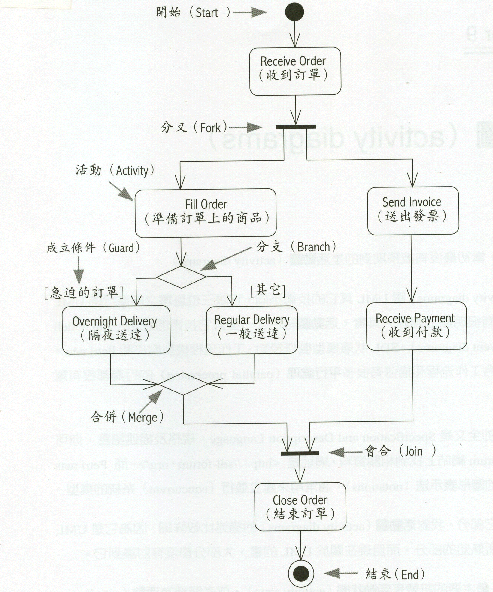 開始 (Start)
Receive Order
(收到訂單)
分叉 (Fork)
活動 (Activity)
Fill Order
(準備訂單上的商品)
Send Invoice
(送出發票)
成立條件 (Guard)
分支 (Branch)
[急迫的訂單]
[其它]
Overnight Delivery
(隔夜送達)
Regular Delivery
(一般送達)
Receive Payment
(收到付款)
合併 (Merge)
會合 (Join)
Close Order
(結束訂單)
結束 (End)
(activity diagrams)